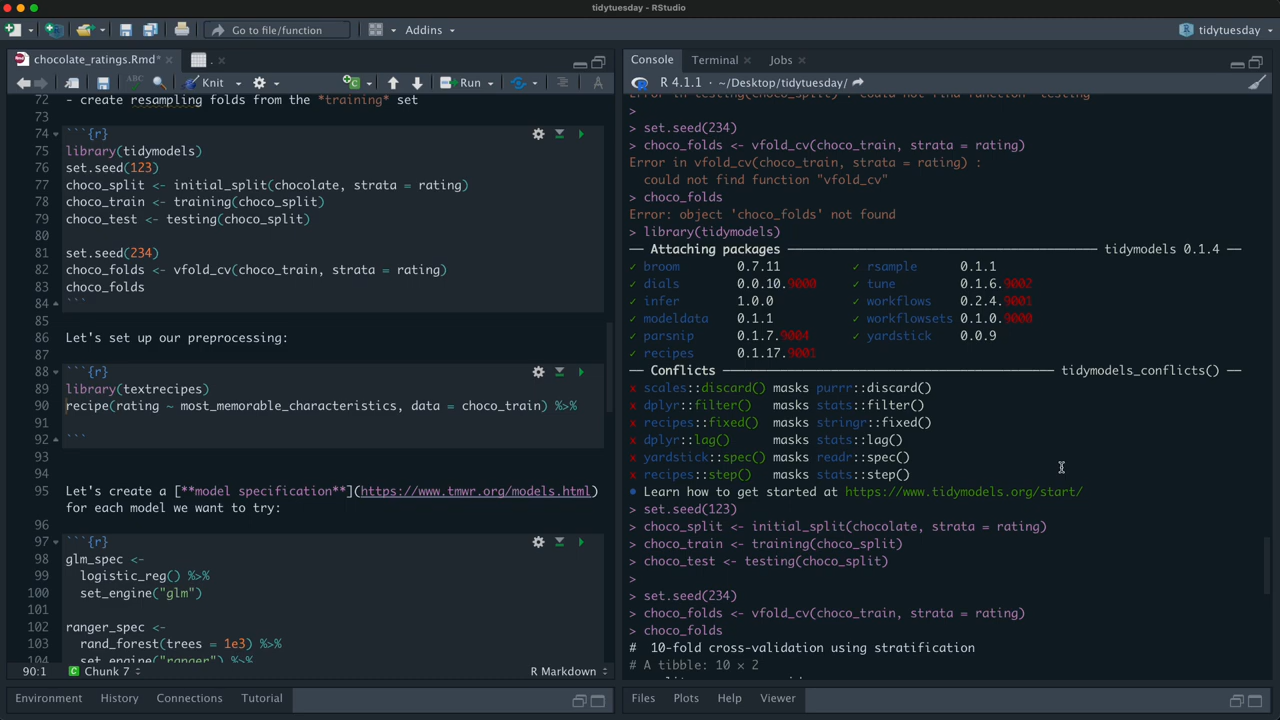 tidytuesday - RStudio
Go to file/function
Addins
tidytuesday
chocolate_ratings.Rmd*
.
Knit
Run
72 - create resampling folds from the *training* set
73
74 ```{r}
75 library(tidymodels)
76 set.seed(123)
77 choco_split <- initial_split(chocolate, strata = rating)
78 choco_train <- training(choco_split)
79 choco_test <- testing(choco_split)
80
81 set.seed(234)
82 choco_folds <- vfold_cv(choco_train, strata = rating)
83 choco_folds
84 ```
85
86 Let's set up our preprocessing:
87
88 ```{r}
89 library(textrecipes)
90 recipe(rating ~ most_memorable_characteristics, data = choco_train) %>%
91
92 ```
93
94
95 Let's create a [**model specification**](https://www.tmwr.org/models.html)
for each model we want to try:
96
97 ```{r}
98 glm_spec <-
99 logistic_reg() %>%
100 set_engine("glm")
101
102 ranger_spec <-
103 rand_forest(trees = 1e3) %>%
104 set_engine("ranger") %>%
90:1 Chunk 7 R Markdown
Environment History Connections Tutorial
Console Terminal Jobs
R 4.1.1 · ~/Desktop/tidytuesday/
Error in testing(choco_split) : could not find function "testing"
>
> set.seed(234)
> choco_folds <- vfold_cv(choco_train, strata = rating)
Error in vfold_cv(choco_train, strata = rating) :
could not find function "vfold_cv"
> choco_folds
Error: object 'choco_folds' not found
> library(tidymodels)
── Attaching packages ── tidymodels 0.1.4 ──
✓ broom 0.7.11 ✓ rsample 0.1.1
✓ dials 0.0.10.9000 ✓ tune 0.1.6.9002
✓ infer 1.0.0 ✓ workflows 0.2.4.9001
✓ modeldata 0.1.1 ✓ workflowsets 0.1.0.9000
✓ parsnip 0.1.7.9004 ✓ yardstick 0.0.9
✓ recipes 0.1.17.9001
── Conflicts ── tidymodels_conflicts() ──
x scales::discard() masks purrr::discard()
x dplyr::filter() masks stats::filter()
x recipes::fixed() masks stringr::fixed()
x dplyr::lag() masks stats::lag()
x yardstick::spec() masks readr::spec()
x recipes::step() masks stats::step()
● Learn how to get started at https://www.tidymodels.org/start/
> set.seed(123)
> choco_split <- initial_split(chocolate, strata = rating)
> choco_train <- training(choco_split)
> choco_test <- testing(choco_split)
>
> set.seed(234)
> choco_folds <- vfold_cv(choco_train, strata = rating)
> choco_folds
# 10-fold cross-validation using stratification
# A tibble: 10 × 2
Files Plots Help Viewer